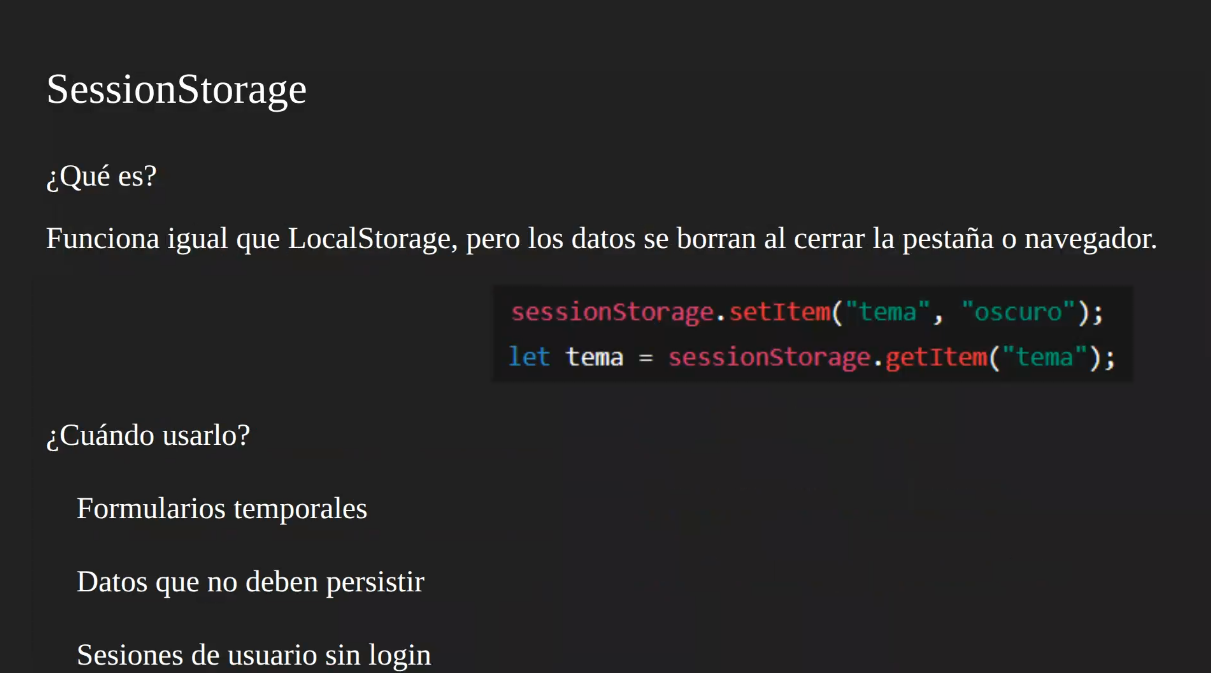 SessionStorage
¿Qué es?
Funciona igual que LocalStorage, pero los datos se borran al cerrar la pestaña o navegador.
sessionStorage.setItem("tema", "oscuro");
let tema = sessionStorage.getItem("tema");
¿Cuándo usarlo?
Formularios temporales
Datos que no deben persistir
Sesiones de usuario sin login